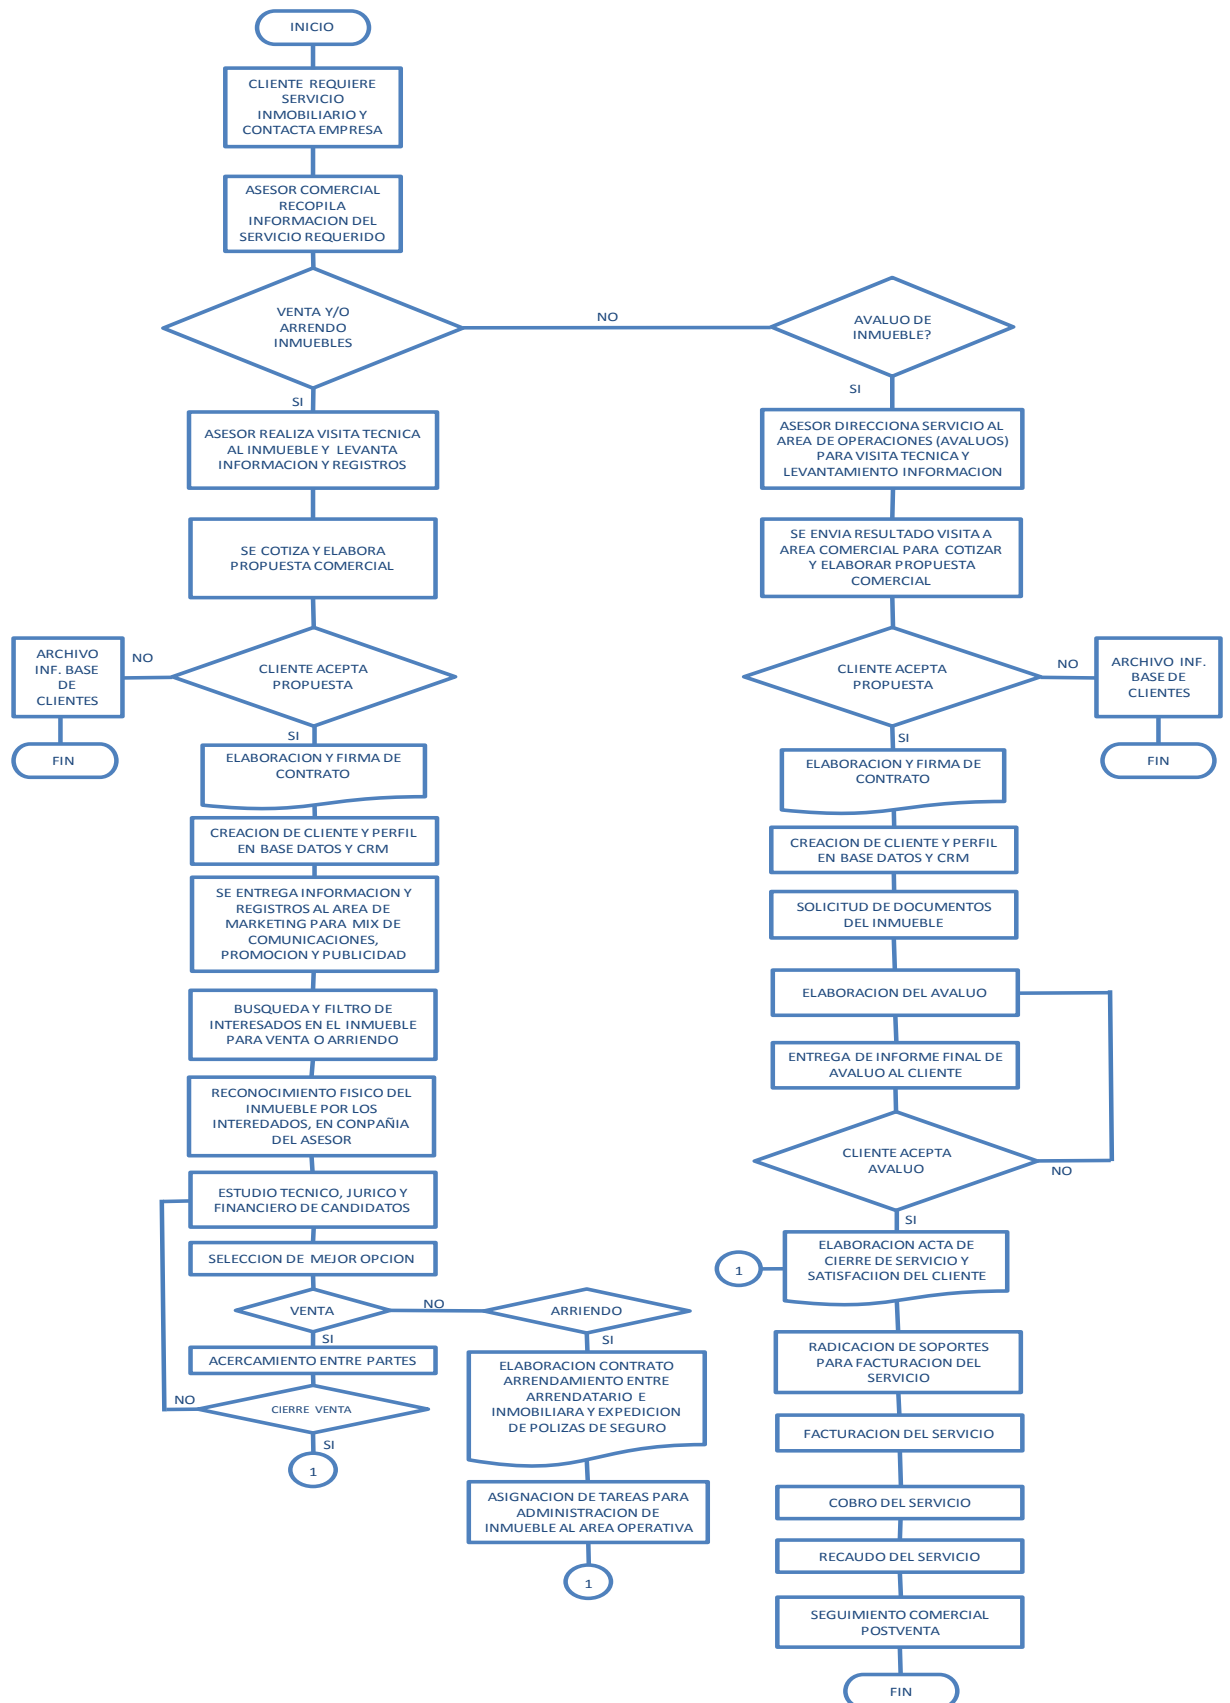 INICIO
CLIENTE REQUIERE
SERVICIO
INMOBILIARIO Y
CONTACTA EMPRESA
ASESOR COMERCIAL
RECOPILA
INFORMACION DEL
SERVICIO REQUERIDO
VENTA Y/O
ARRENDO
INMUEBLES
NO
AVALUO DE
INMUEBLE?
SI
ASESOR REALIZA VISITA TECNICA
AL INMUEBLE Y LEVANTA
INFORMACION Y REGISTROS
SE COTIZA Y ELABORA
PROPUESTA COMERCIAL
CLIENTE ACEPTA
PROPUESTA
NO
ARCHIVO
INF. BASE
DE
CLIENTES
FIN
SI
ELABORACION Y FIRMA DE
CONTRATO
CREACION DE CLIENTE Y PERFIL
EN BASE DATOS Y CRM
SE ENTREGA INFORMACION Y
REGISTROS AL AREA DE
MARKETING PARA MIX DE
COMUNICACIONES,
PROMOCION Y PUBLICIDAD
BUSQUEDA Y FILTRO DE
INTERESADOS EN EL INMUEBLE
PARA VENTA O ARRIENDO
RECONOCIMIENTO FISICO DEL
INMUEBLE POR LOS
INTEREDADOS, EN CONPAÑIA
DEL ASESOR
ESTUDIO TECNICO, JURICO Y
FINANCIERO DE CANDIDATOS
SELECCION DE MEJOR OPCION
VENTA
NO
ARRIENDO
SI
ACERCAMIENTO ENTRE PARTES
NO
CIERRE VENTA
SI
1
SI
ELABORACION CONTRATO
ARRENDAMIENTO ENTRE
ARRENDATARIO E
INMOBILIARA Y EXPEDICION
DE POLIZAS DE SEGURO
ASIGNACION DE TAREAS PARA
ADMINISTRACION DE
INMUEBLE AL AREA OPERATIVA
1
SI
ASESOR DIRECCIONA SERVICIO AL
AREA DE OPERACIONES (AVALUOS)
PARA VISITA TECNICA Y
LEVANTAMIENTO INFORMACION
SE ENVIA RESULTADO VISITA A
AREA COMERCIAL PARA COTIZAR
Y ELABORAR PROPUESTA
COMERCIAL
CLIENTE ACEPTA
PROPUESTA
NO
ARCHIVO INF.
BASE DE
CLIENTES
FIN
SI
ELABORACION Y FIRMA DE
CONTRATO
CREACION DE CLIENTE Y PERFIL
EN BASE DATOS Y CRM
SOLICITUD DE DOCUMENTOS
DEL INMUEBLE
ELABORACION DEL AVALUO
ENTREGA DE INFORME FINAL DE
AVALUO AL CLIENTE
CLIENTE ACEPTA
AVALUO
NO
SI
1
ELABORACION ACTA DE
CIERRE DE SERVICIO Y
SATISFACIION DEL CLIENTE
RADICACION DE SOPORTES
PARA FACTURACION DEL
SERVICIO
FACTURACION DEL SERVICIO
COBRO DEL SERVICIO
RECAUDO DEL SERVICIO
SEGUIMIENTO COMERCIAL
POSTVENTA
FIN